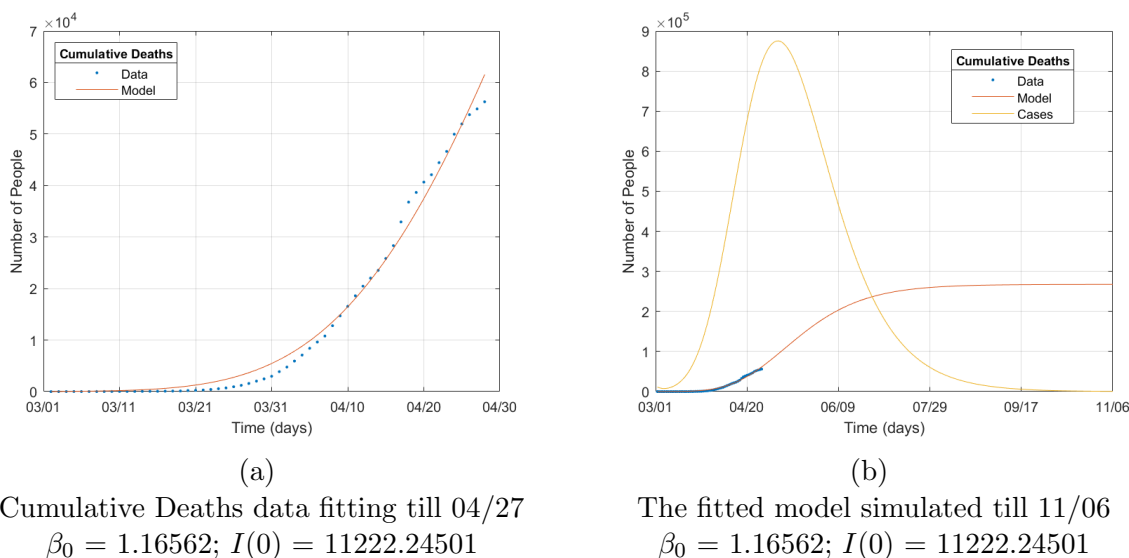 ×10⁴
7
6
5
4
3
2
1
0
Number of People
Cumulative Deaths
Data
Model
03/01 03/11 03/21 03/31 04/10 04/20 04/30
Time (days)
(a)
Cumulative Deaths data fitting till 04/27
β₀ = 1.16562; I(0) = 11222.24501
×10⁵
9
8
7
6
5
4
3
2
1
0
Number of People
Cumulative Deaths
Data
Model
Cases
03/01 04/20 06/09 07/29 09/17 11/06
Time (days)
(b)
The fitted model simulated till 11/06
β₀ = 1.16562; I(0) = 11222.24501